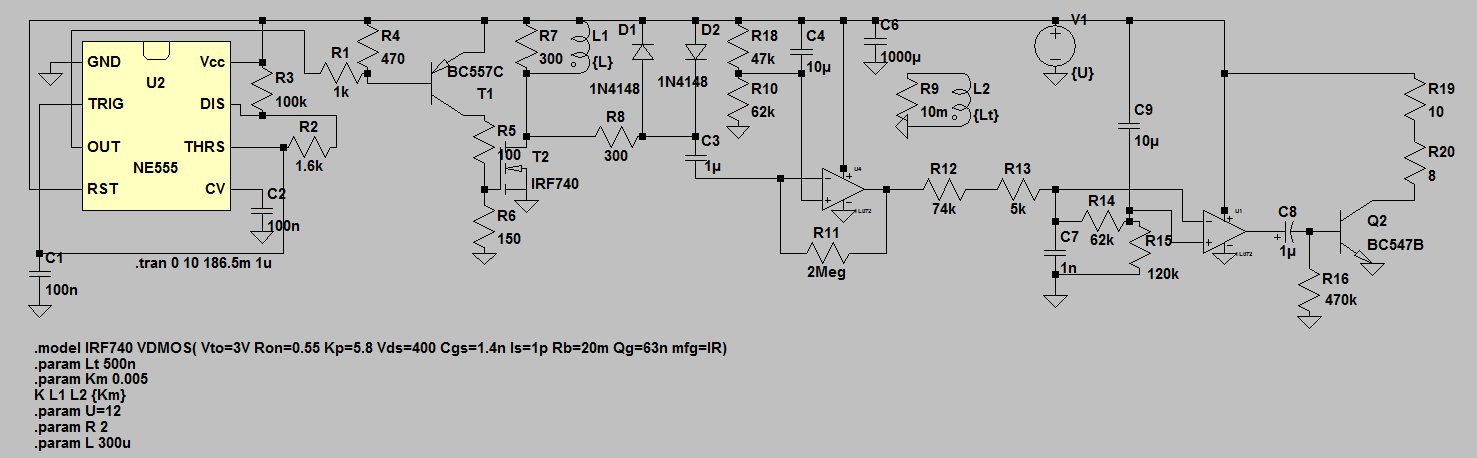 GND
Vcc
U2
TRIG
DIS
OUT
THRS
NE555
RST
CV
R3
100k
R2
1.6k
C2
100n
C1
100n
.tran 0 10 186.5m 1u
R1
1k
R4
470
BC557C
T1
R5
100
R6
150
T2
IRF740
R7
300
L1
{L}
D1
1N4148
D2
1N4148
R8
300
C3
1µ
R18
47k
R10
62k
C4
10µ
C6
1000µ
R9
10m
L2
{Lt}
V1
{U}
U4
R11
2Meg
R12
74k
R13
5k
C7
1n
R14
62k
R15
120k
C9
10µ
U1
C8
1µ
R16
470k
Q2
BC547B
R19
10
R20
8
.model IRF740 VDMOS( Vto=3V Ron=0.55 Kp=5.8 Vds=400 Cgs=1.4n Is=1p Rb=20m Qg=63n mfg=IR)
.param Lt 500n
.param Km 0.005
K L1 L2 {Km}
.param U=12
.param R 2
.param L 300u